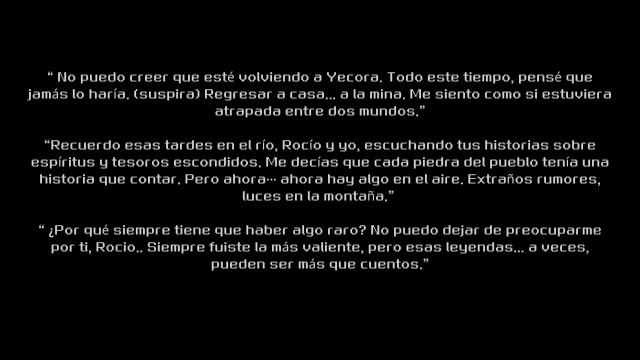 “ No puedo creer que esté volviendo a Yecora. Todo este tiempo, pensé que
jamás lo haría. (suspira) Regresar a casa... a la mina. Me siento como si estuviera
atrapada entre dos mundos.”
“Recuerdo esas tardes en el río, Rocío y yo, escuchando tus historias sobre
espíritus y tesoros escondidos. Me decías que cada piedra del pueblo tenía una
historia que contar. Pero ahora··· ahora hay algo en el aire. Extraños rumores,
luces en la montaña.”
“ ¿Por qué siempre tiene que haber algo raro? No puedo dejar de preocuparme
por ti, Rocio.. Siempre fuiste la más valiente, pero esas leyendas... a veces,
pueden ser más que cuentos.”